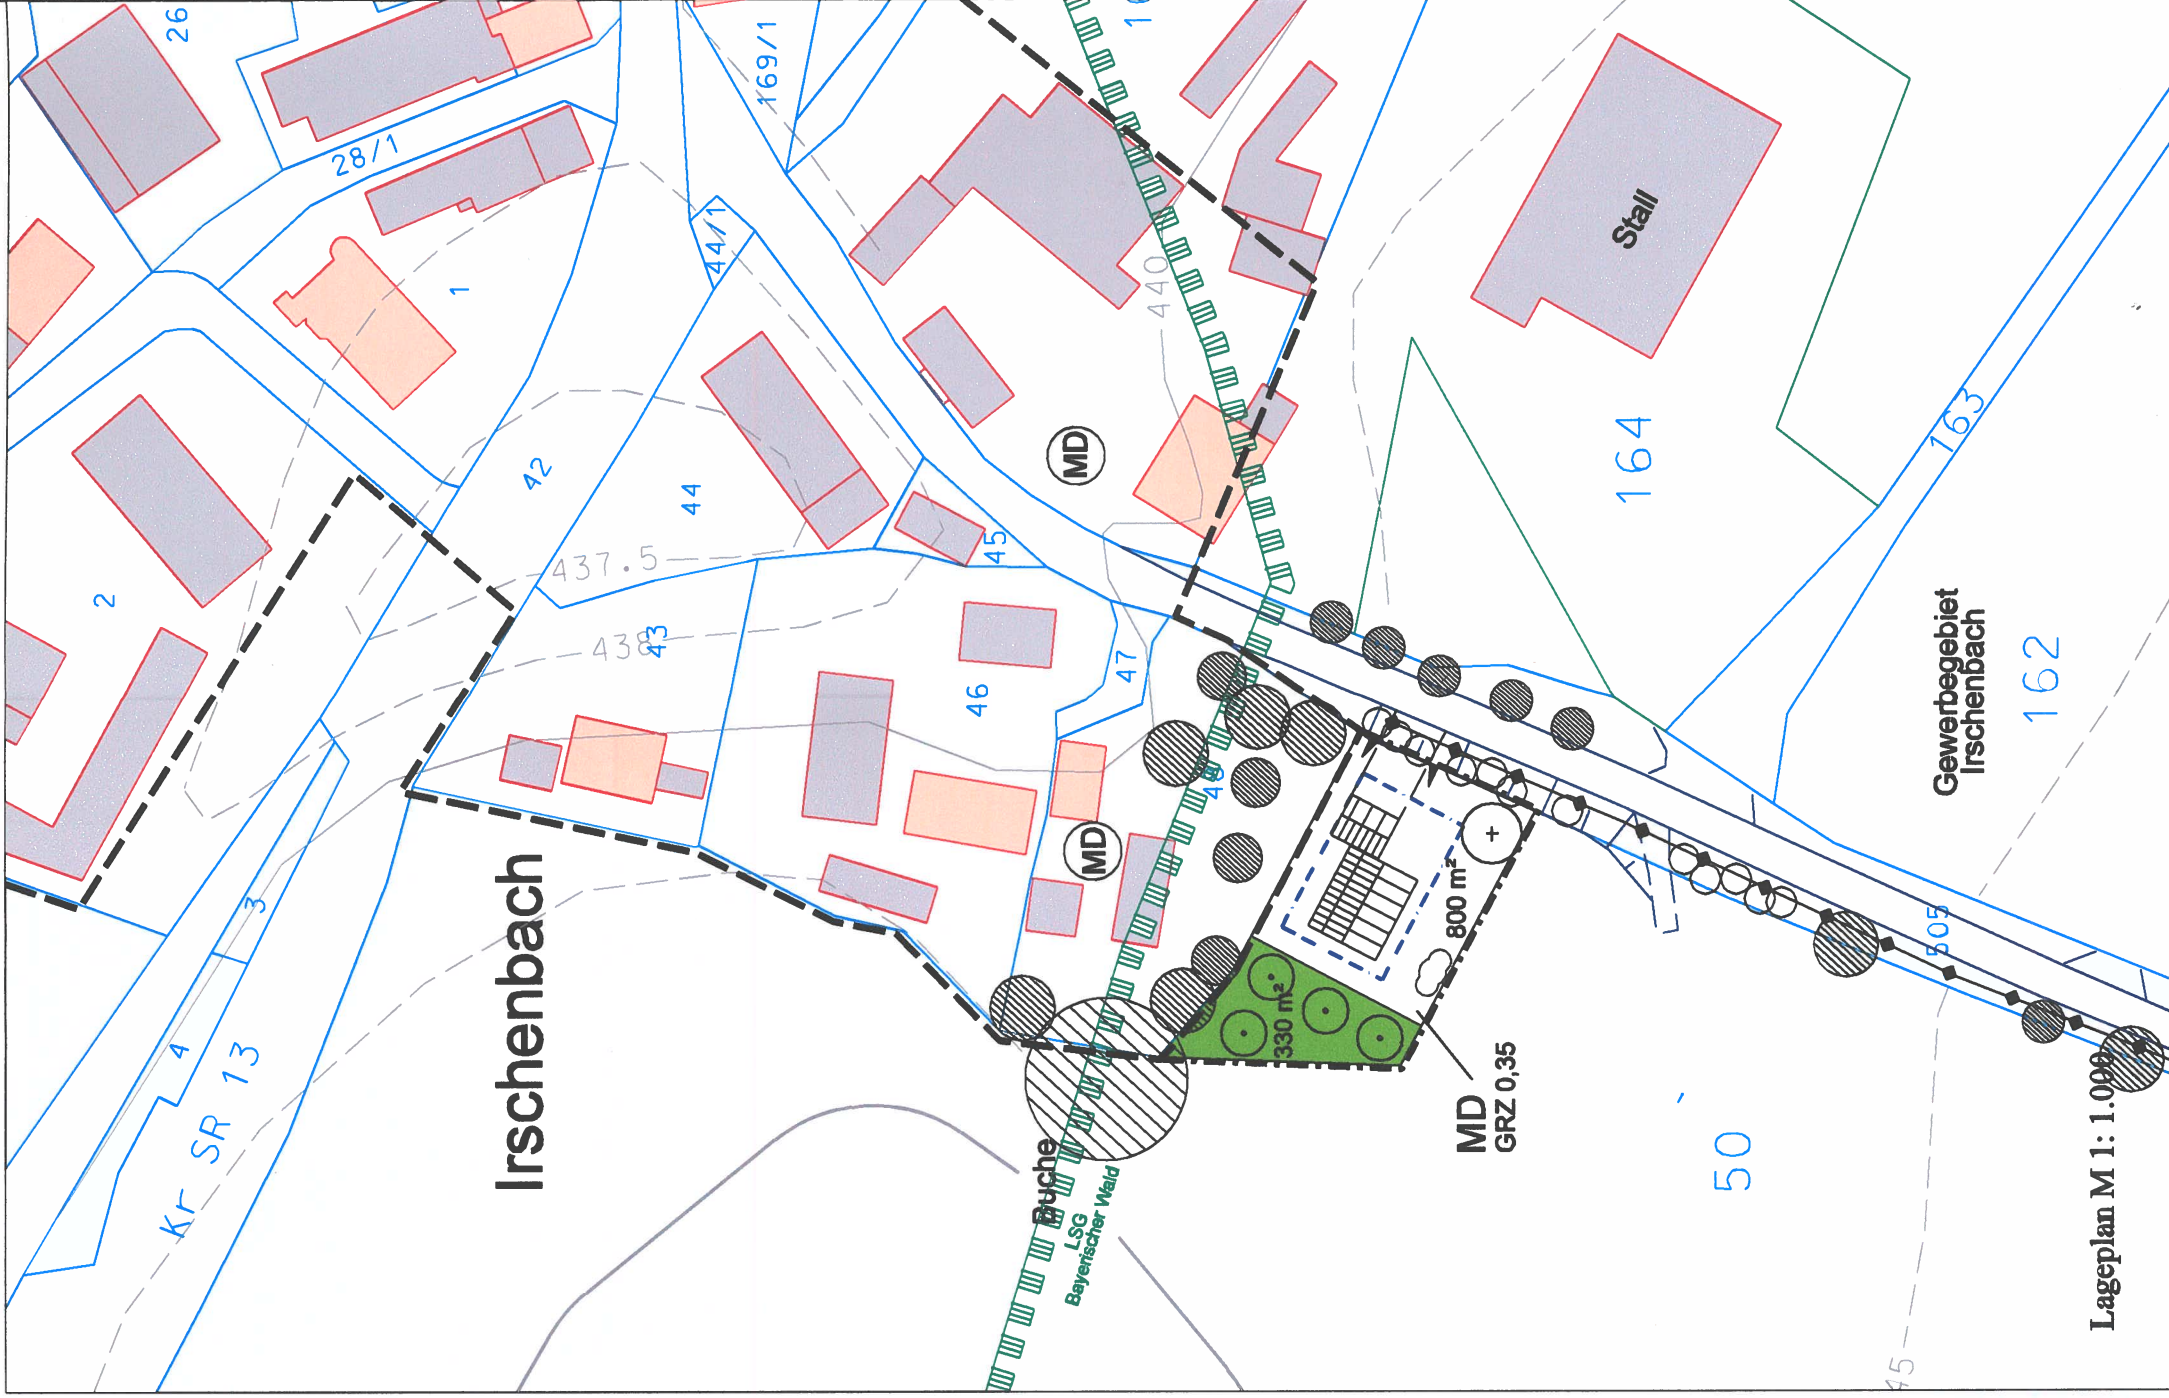 26
28/1
169/1
1
44/1
2
42
44
45
437.5
438
43
46
47
440
MD
MD
Stall
164
163
162
Gewerbegebiet
Irschenbach
3
4
Kr SR 13
Irschenbach
Buche
LSG
Bayerischer Wald
330 m²
800 m²
MD
GRZ 0,35
50
505
Lageplan M 1: 1.000